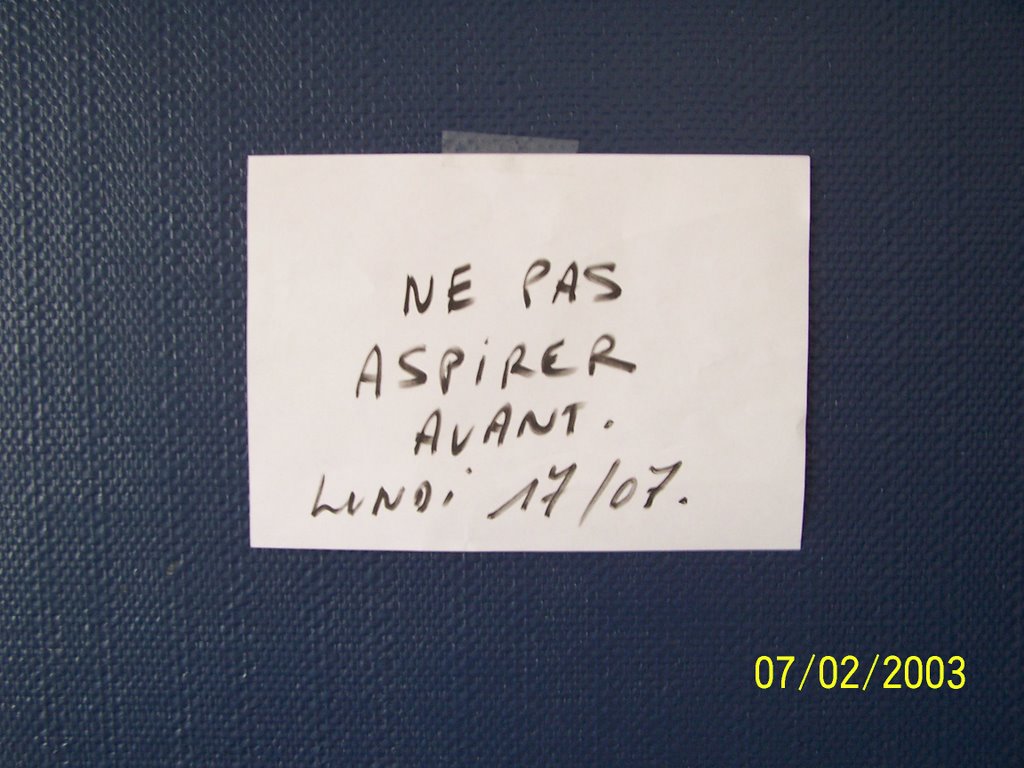 NE PAS
ASPiRER
AVANT.
LUNDi 17/07.
07/02/2003